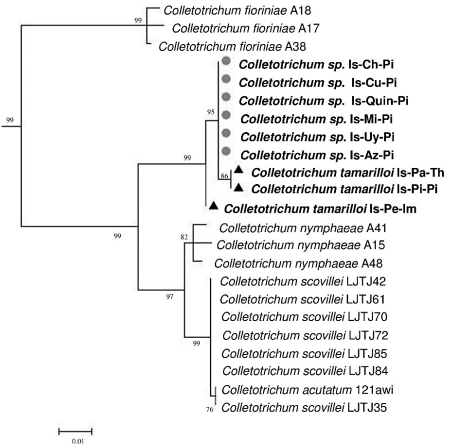 Colletotrichum fioriniae A18
99
Colletotrichum fioriniae A17
Colletotrichum fioriniae A38
Colletotrichum sp. Is-Ch-Pi
Colletotrichum sp. Is-Cu-Pi
Colletotrichum sp. Is-Quin-Pi
95
Colletotrichum sp. Is-Mi-Pi
99
Colletotrichum sp. Is-Uy-Pi
Colletotrichum sp. Is-Az-Pi
99
Colletotrichum tamarilloi Is-Pa-Th
86
Colletotrichum tamarilloi Is-Pi-Pi
Colletotrichum tamarilloi Is-Pe-Im
99
Colletotrichum nymphaeae A41
82
Colletotrichum nymphaeae A15
Colletotrichum nymphaeae A48
97
Colletotrichum scovillei LJTJ42
Colletotrichum scovillei LJTJ61
Colletotrichum scovillei LJTJ70
99
Colletotrichum scovillei LJTJ72
Colletotrichum scovillei LJTJ85
Colletotrichum scovillei LJTJ84
Colletotrichum acutatum 121awi
76
Colletotrichum scovillei LJTJ35
0.01